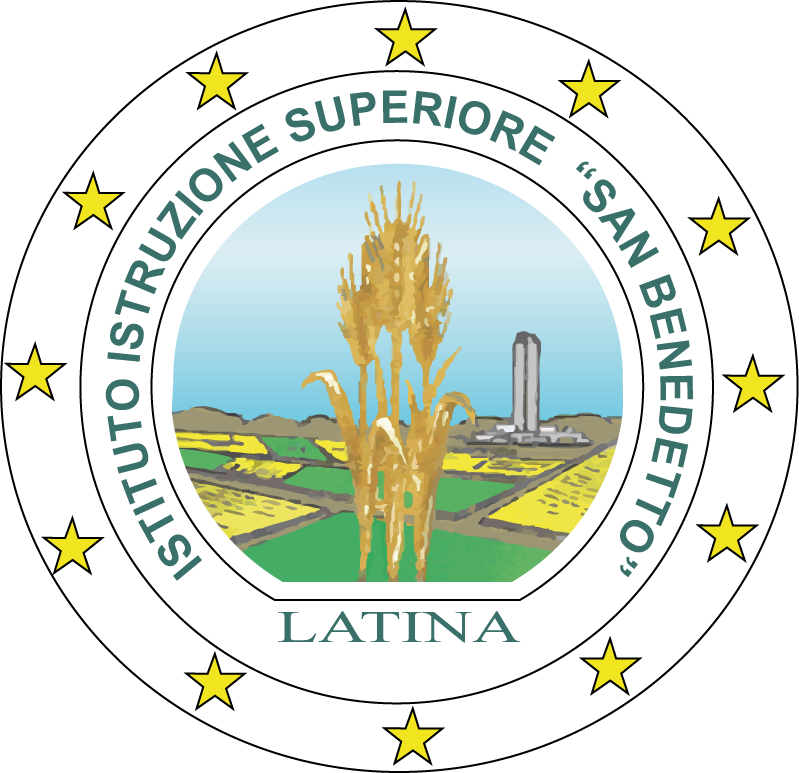 ISTITUTO ISTRUZIONE SUPERIORE “SAN BENEDETTO”
LATINA